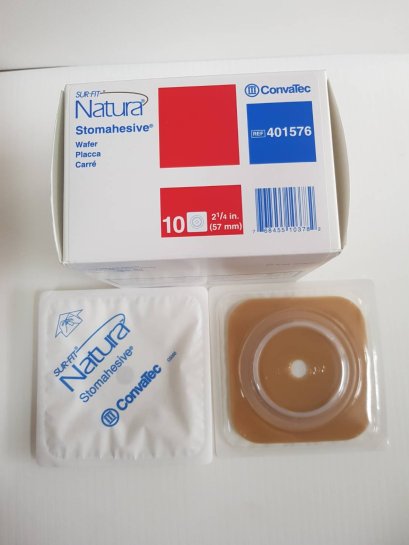 SUR-FIT®
Natura®
Stomahesive®
Wafer
Placca
Carré
ConvaTec
REF 401576
10
2 1/4 in.
(57 mm)
SUR-FIT®
Natura®
Stomahesive®
ConvaTec